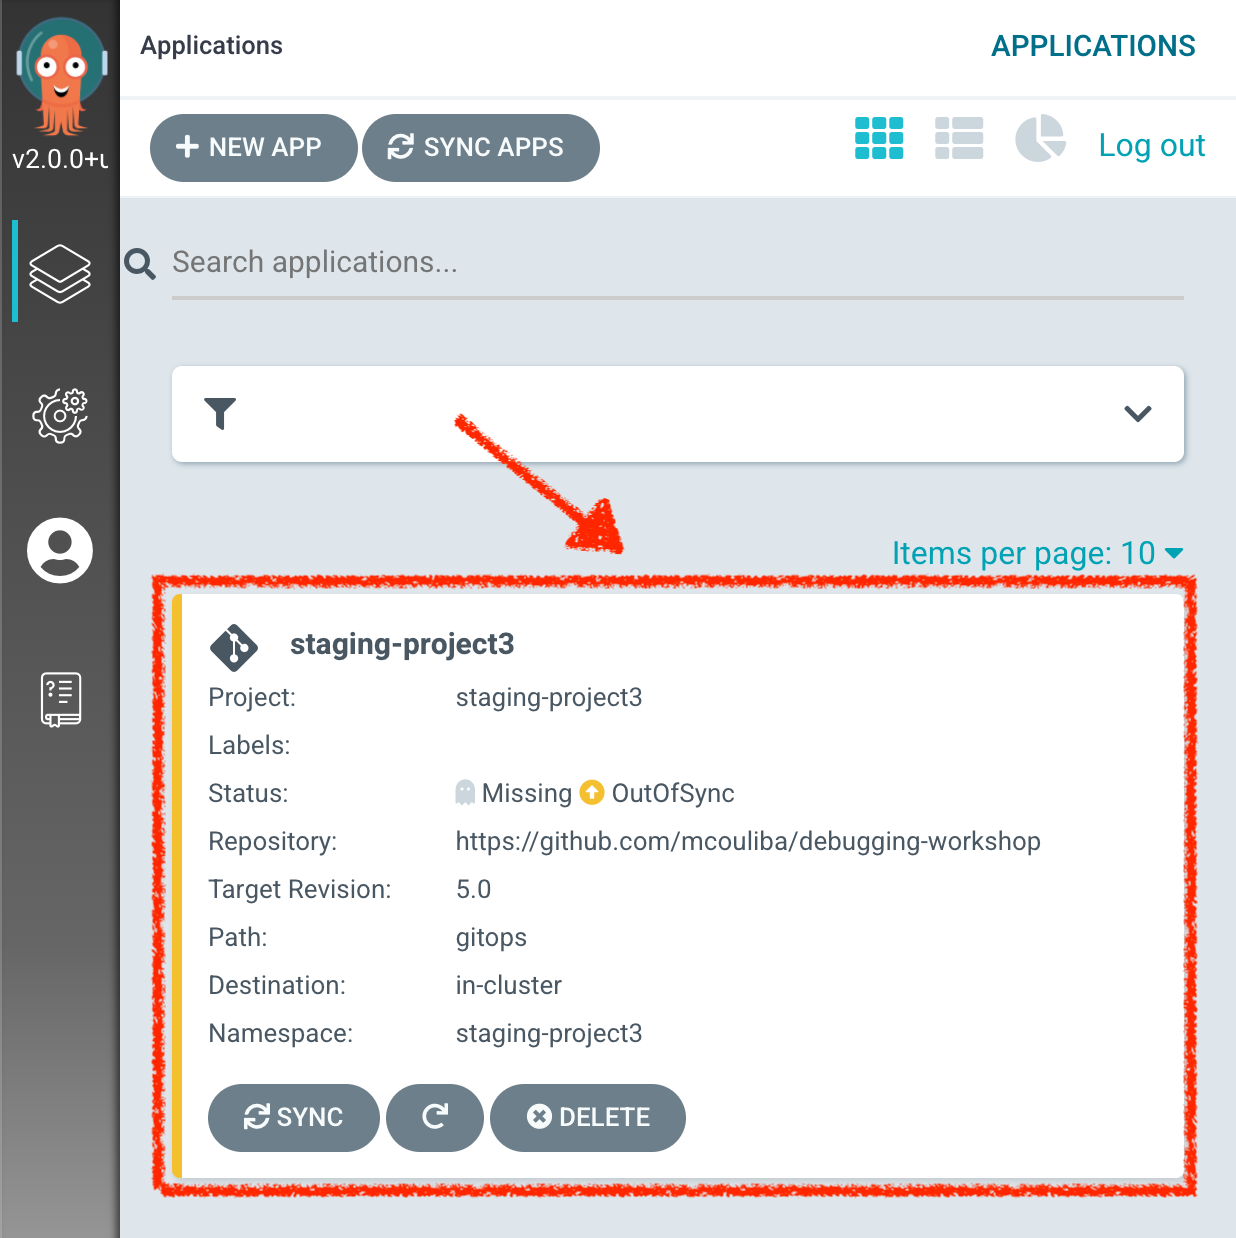 Applications
APPLICATIONS
v2.0.0+u
NEW APP
SYNC APPS
Log out
Search applications...
Items per page: 10
staging-project3
Project: staging-project3
Labels:
Status: Missing OutOfSync
Repository: https://github.com/mcouliba/debugging-workshop
Target Revision: 5.0
Path: gitops
Destination: in-cluster
Namespace: staging-project3
SYNC
DELETE